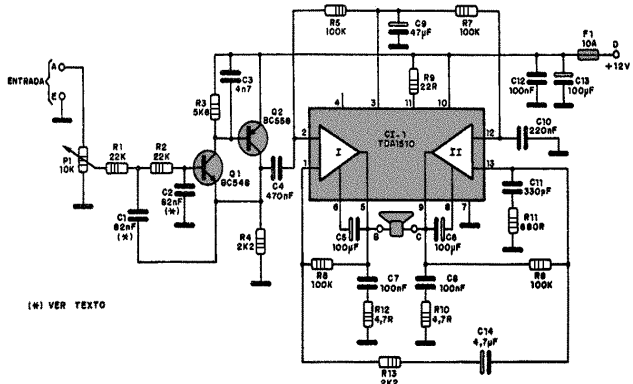 R5
100K
C9
47µF
R7
100K
F1
10A
D
+12V
A
ENTRADA
E
P1
10K
R1
22K
R2
22K
C1
82nF
(*)
C2
82nF
(*)
R3
5K6
C3
4n7
Q2
BC558
Q1
BC548
C4
470nF
R4
2K2
R9
22R
C12
100nF
C13
100µF
4
3
11
10
CI-1
TDA1510
2
1
I
II
12
13
C10
220nF
C11
330pF
R11
680R
6
5
9
8
7
C5
100µF
B
C
C6
100µF
R8
100K
C7
100nF
C8
100nF
R6
100K
R12
4,7R
R10
4,7R
C14
4,7µF
R13
2K2
(*) VER TEXTO